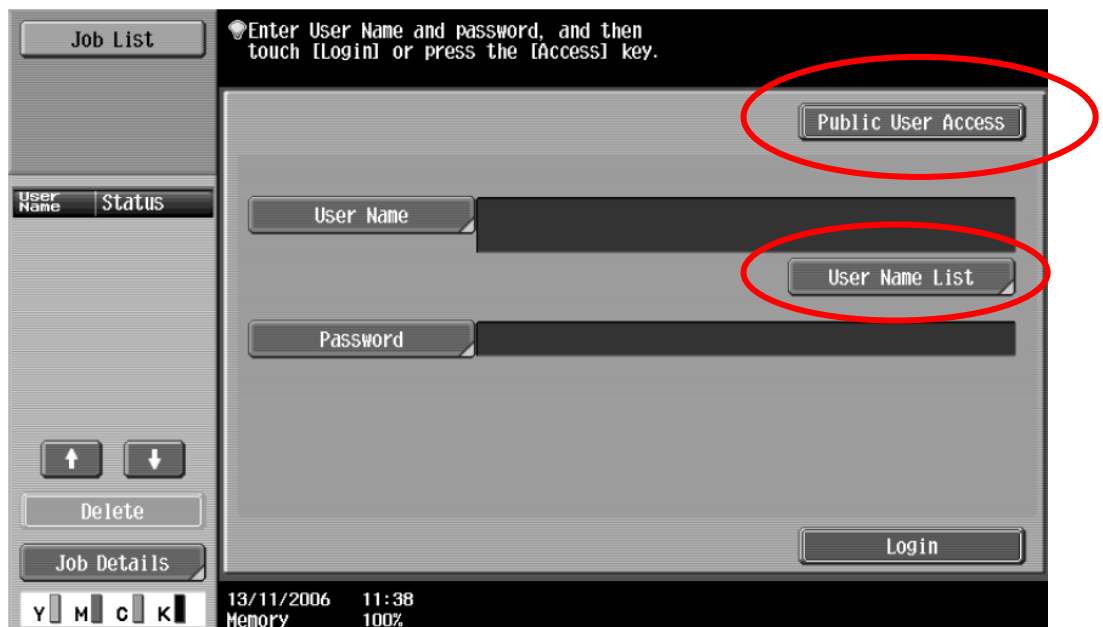 Job List
Enter User Name and password, and then
touch [Login] or press the [Access] key.
Public User Access
User Name
Status
User Name
User Name List
Password
Delete
Login
Job Details
Y M C K
13/11/2006 11:38
Memory 100%